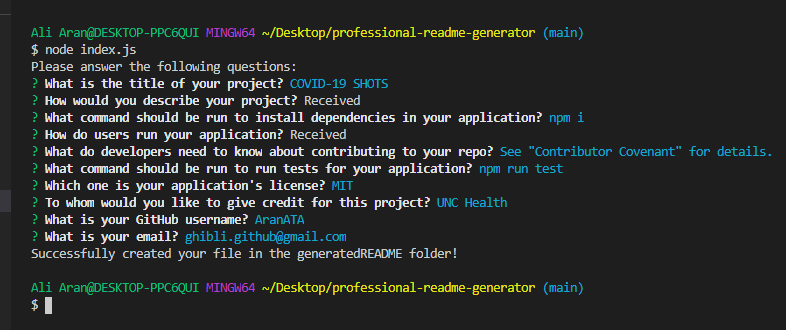 Ali Aran@DESKTOP-PPC6QUI MINGW64 ~/Desktop/professional-readme-generator (main)
$ node index.js
Please answer the following questions:
? What is the title of your project? COVID-19 SHOTS
? How would you describe your project? Received
? What command should be run to install dependencies in your application? npm i
? How do users run your application? Received
? What do developers need to know about contributing to your repo? See "Contributor Covenant" for details.
? What command should be run to run tests for your application? npm run test
? Which one is your application's license? MIT
? To whom would you like to give credit for this project? UNC Health
? What is your GitHub username? AranATA
? What is your email? ghibli.github@gmail.com
Successfully created your file in the generatedREADME folder!
Ali Aran@DESKTOP-PPC6QUI MINGW64 ~/Desktop/professional-readme-generator (main)
$